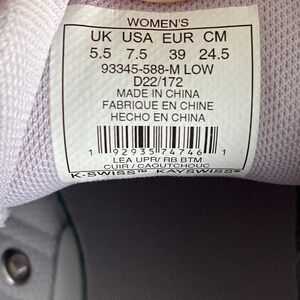 WOMEN'S
UK USA EUR CM
5.5 7.5 39 24.5
93345-588-M LOW
D22/172
MADE IN CHINA
FABRIQUE EN CHINE
HECHO EN CHINA
1 92935 74746 1
LEA UPR/ RB BTM
CUIR / CAOUTCHOUC
K·SWISS™ KAYSWISS®